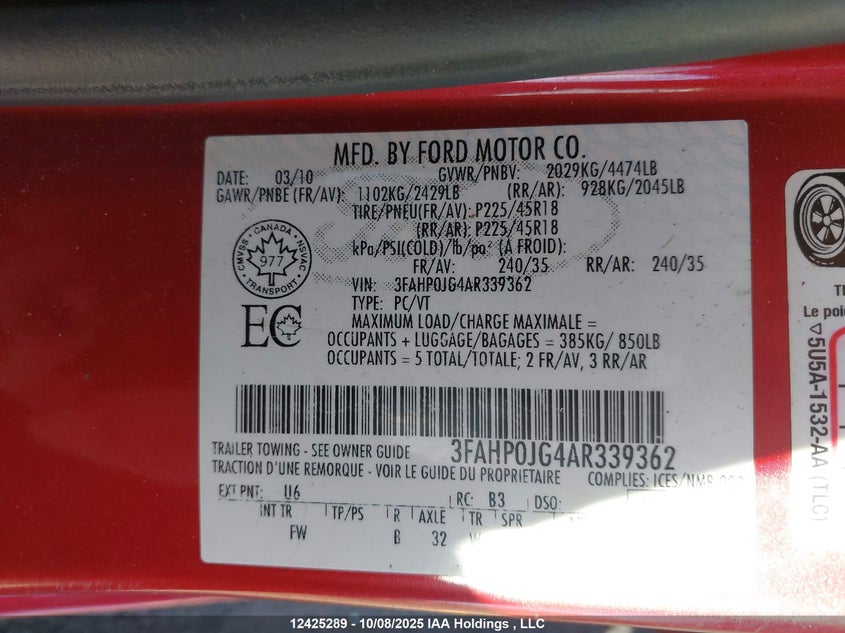 MFD. BY FORD MOTOR CO.
DATE: 03/10 GVWR/PNBV: 2029KG/4474LB
GAWR/PNBE (FR/AV): 1102KG/2429LB (RR/AR): 928KG/2045LB
TIRE/PNEU(FR/AV): P225/45R18
(RR/AR): P225/45R18
kPa/PSI(COLD)/lb/po² (À FROID):
FR/AV: 240/35 RR/AR: 240/35
VIN: 3FAHP0JG4AR339362
TYPE: PC/VT
CANADA
CMVSS NSVAC
977
TRANSPORT
EC
MAXIMUM LOAD/CHARGE MAXIMALE =
OCCUPANTS + LUGGAGE/BAGAGES = 385KG/ 850LB
OCCUPANTS = 5 TOTAL/TOTALE; 2 FR/AV, 3 RR/AR
TRAILER TOWING - SEE OWNER GUIDE 3FAHP0JG4AR339362
TRACTION D'UNE REMORQUE - VOIR LE GUIDE DU PROPRIETAIRE COMPLIES: ICES/NMB
EXT PNT: U6 RC: B3 DSO:
INT TR TP/PS R AXLE TR SPR
FW B 32
Le
5U5A-1532-AA (TLC)
12425289 - 10/08/2025 IAA Holdings , LLC